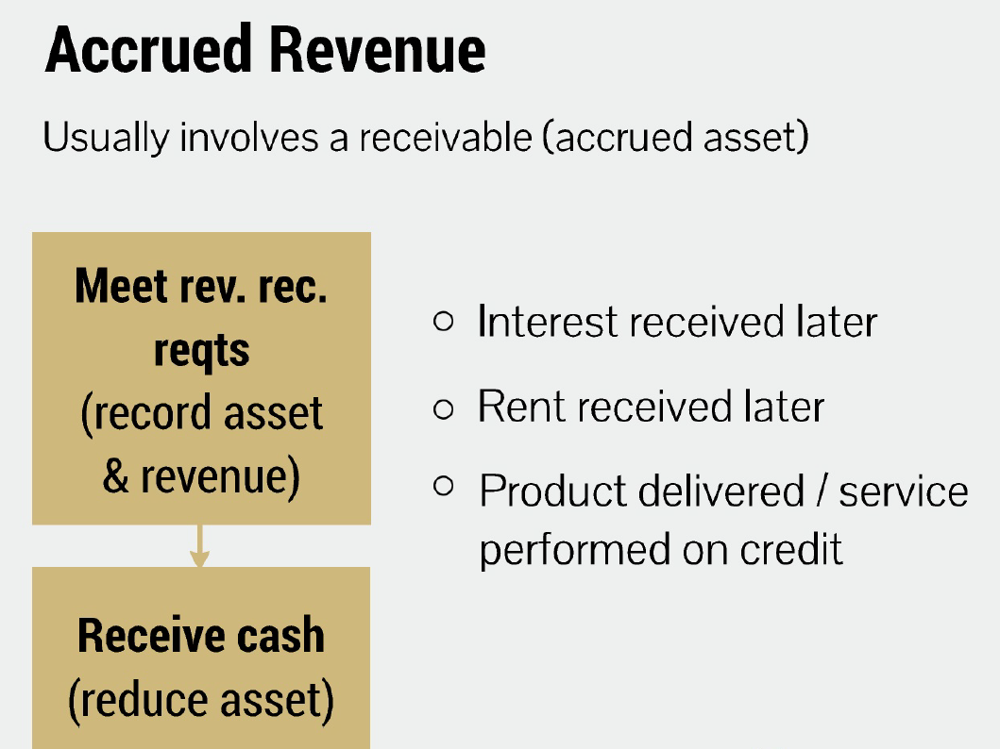 Accrued Revenue
Usually involves a receivable (accrued asset)
Meet rev. rec.
reqts
(record asset
& revenue)
Receive cash
(reduce asset)
Interest received later
Rent received later
Product delivered / service
performed on credit